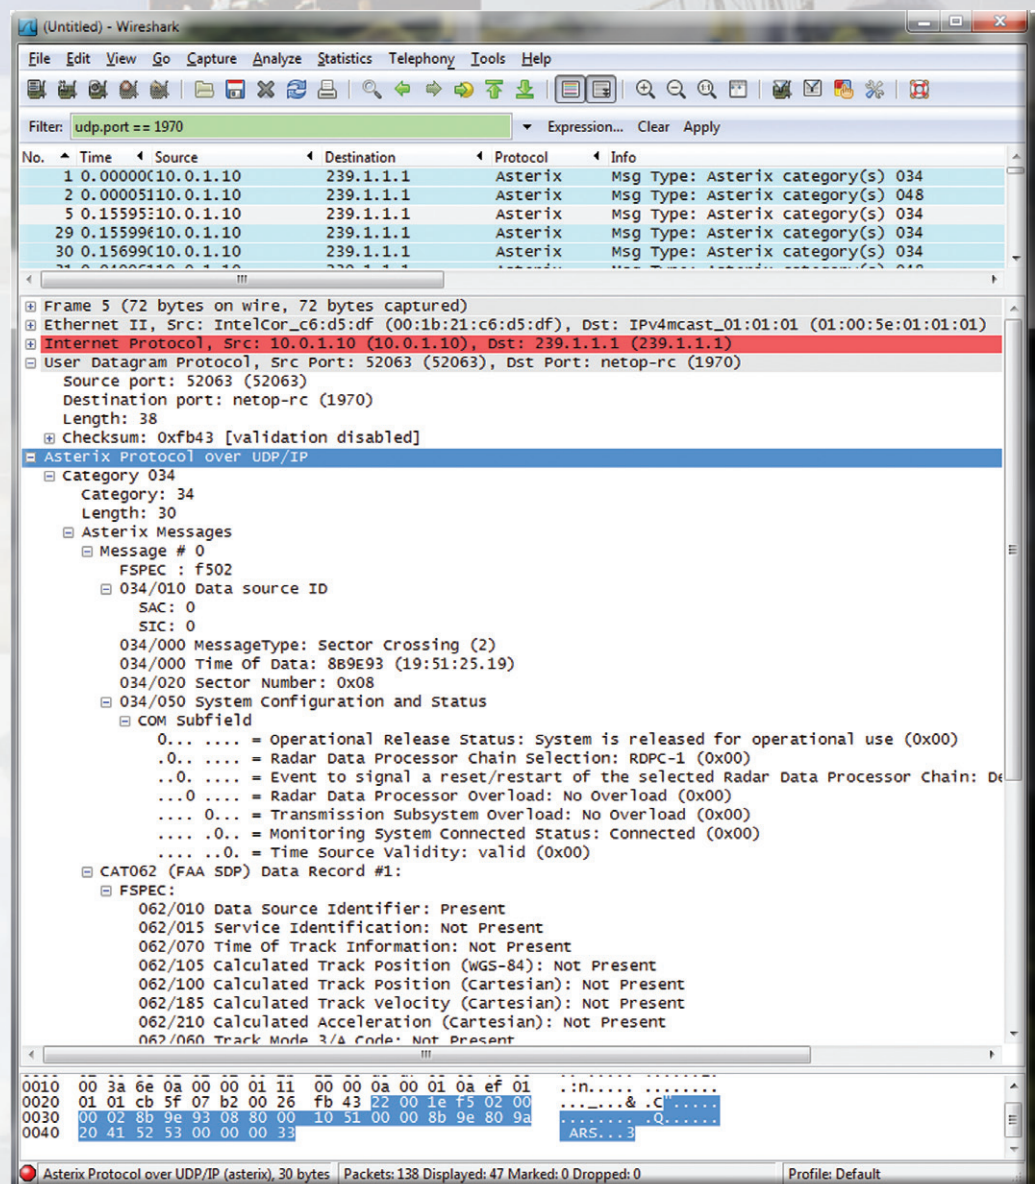 (Untitled) - Wireshark
File Edit View Go Capture Analyze Statistics Telephony Tools Help
Filter: udp.port == 1970 Expression... Clear Apply
No. Time Source Destination Protocol Info
1 0.00000(10.0.1.10 239.1.1.1 Asterix Msg Type: Asterix category(s) 034
2 0.00005110.0.1.10 239.1.1.1 Asterix Msg Type: Asterix category(s) 048
5 0.15595310.0.1.10 239.1.1.1 Asterix Msg Type: Asterix category(s) 034
29 0.15599(10.0.1.10 239.1.1.1 Asterix Msg Type: Asterix category(s) 034
30 0.15699(10.0.1.10 239.1.1.1 Asterix Msg Type: Asterix category(s) 034
Frame 5 (72 bytes on wire, 72 bytes captured)
Ethernet II, Src: IntelCor_c6:d5:df (00:1b:21:c6:d5:df), Dst: IPv4mcast_01:01:01 (01:00:5e:01:01:01)
Internet Protocol, Src: 10.0.1.10 (10.0.1.10), Dst: 239.1.1.1 (239.1.1.1)
User Datagram Protocol, Src Port: 52063 (52063), Dst Port: netop-rc (1970)
Source port: 52063 (52063)
Destination port: netop-rc (1970)
Length: 38
Checksum: 0xfb43 [validation disabled]
Asterix Protocol over UDP/IP
Category 034
Category: 34
Length: 30
Asterix Messages
Message # 0
FSPEC : f502
034/010 Data source ID
SAC: 0
SIC: 0
034/000 MessageType: Sector Crossing (2)
034/000 Time Of Data: 8B9E93 (19:51:25.19)
034/020 Sector Number: 0x08
034/050 System Configuration and Status
COM Subfield
0... .... = Operational Release Status: System is released for operational use (0x00)
.0.. .... = Radar Data Processor Chain Selection: RDPC-1 (0x00)
..0. .... = Event to signal a reset/restart of the selected Radar Data Processor Chain: De
...0 .... = Radar Data Processor Overload: No Overload (0x00)
.... 0... = Transmission Subsystem Overload: No Overload (0x00)
.... .0.. = Monitoring System Connected Status: Connected (0x00)
.... ..0. = Time Source Validity: valid (0x00)
CAT062 (FAA SDP) Data Record #1:
FSPEC:
062/010 Data Source Identifier: Present
062/015 Service Identification: Not Present
062/070 Time Of Track Information: Not Present
062/105 Calculated Track Position (WGS-84): Not Present
062/100 Calculated Track Position (Cartesian): Not Present
062/185 Calculated Track Velocity (Cartesian): Not Present
062/210 Calculated Acceleration (Cartesian): Not Present
062/060 Track Mode 3/A Code: Not Present
0010 00 3a 6e 0a 00 00 01 11 00 00 0a 00 01 0a ef 01 .:n..... ........
0020 01 01 cb 5f 07 b2 00 26 fb 43 22 00 1e f5 02 00 ..._...& .C".....
0030 00 02 8b 9e 93 08 80 00 10 51 00 00 8b 9e 80 9a ........ .Q......
0040 20 41 52 53 00 00 00 33 ARS...3
Asterix Protocol over UDP/IP (asterix), 30 bytes Packets: 138 Displayed: 47 Marked: 0 Dropped: 0 Profile: Default